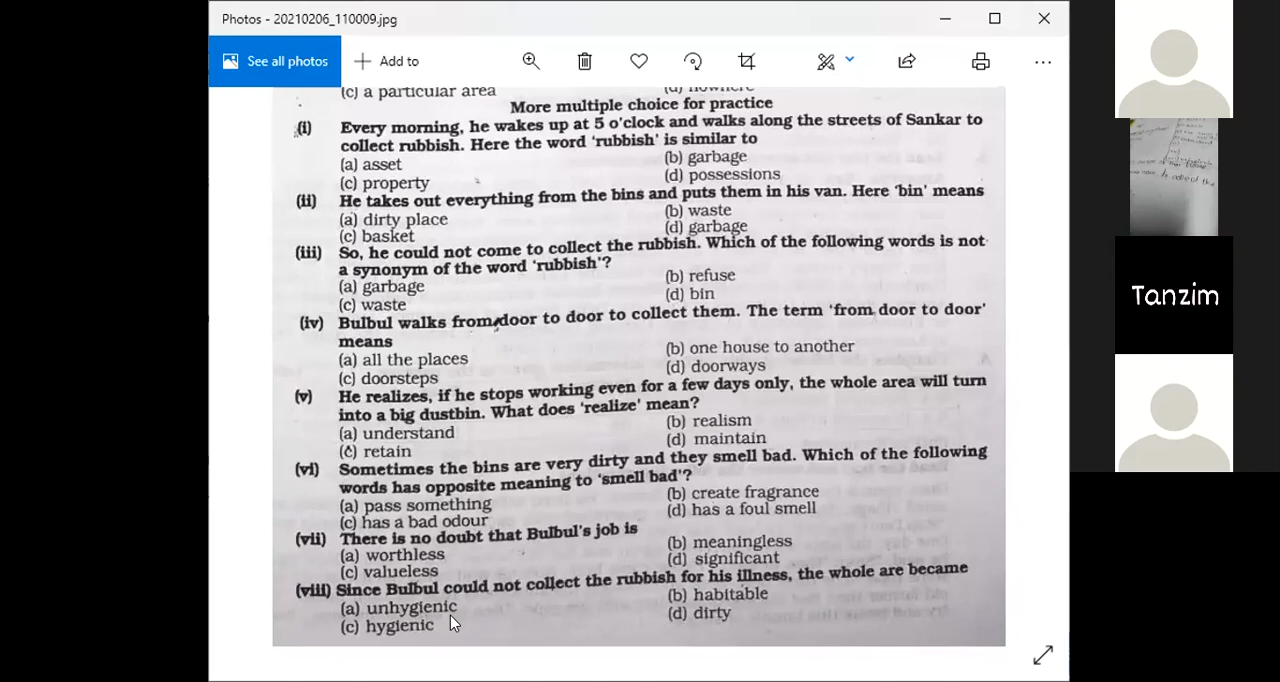 Photos - 20210206_110009.jpg
See all photos
Add to
(c) a particular area
(d) nowhere
More multiple choice for practice
(i) Every morning, he wakes up at 5 o'clock and walks along the streets of Sankar to
collect rubbish. Here the word 'rubbish' is similar to
(a) asset (b) garbage
(c) property (d) possessions
(ii) He takes out everything from the bins and puts them in his van. Here 'bin' means
(a) dirty place (b) waste
(c) basket (d) garbage
(iii) So, he could not come to collect the rubbish. Which of the following words is not
a synonym of the word 'rubbish'?
(a) garbage (b) refuse
(c) waste (d) bin
(iv) Bulbul walks from door to door to collect them. The term 'from door to door'
means
(a) all the places (b) one house to another
(c) doorsteps (d) doorways
(v) He realizes, if he stops working even for a few days only, the whole area will turn
into a big dustbin. What does 'realize' mean?
(a) understand (b) realism
(c) retain (d) maintain
(vi) Sometimes the bins are very dirty and they smell bad. Which of the following
words has opposite meaning to 'smell bad'?
(a) pass something (b) create fragrance
(c) has a bad odour (d) has a foul smell
(vii) There is no doubt that Bulbul's job is
(a) worthless (b) meaningless
(c) valueless (d) significant
(viii) Since Bulbul could not collect the rubbish for his illness, the whole are became
(a) unhygienic (b) habitable
(c) hygienic (d) dirty
Tanzim